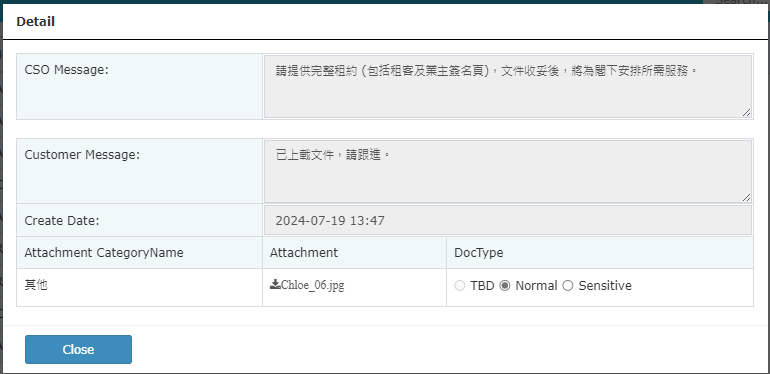 Search...
Detail
CSO Message:
請提供完整租約 (包括租客及業主簽名頁)，文件收妥後，將為閣下安排所需服務。
Customer Message:
已上載文件，請跟進。
Create Date:
2024-07-19 13:47
Attachment CategoryName
Attachment
DocType
其他
Chloe_06.jpg
TBD Normal Sensitive
Close